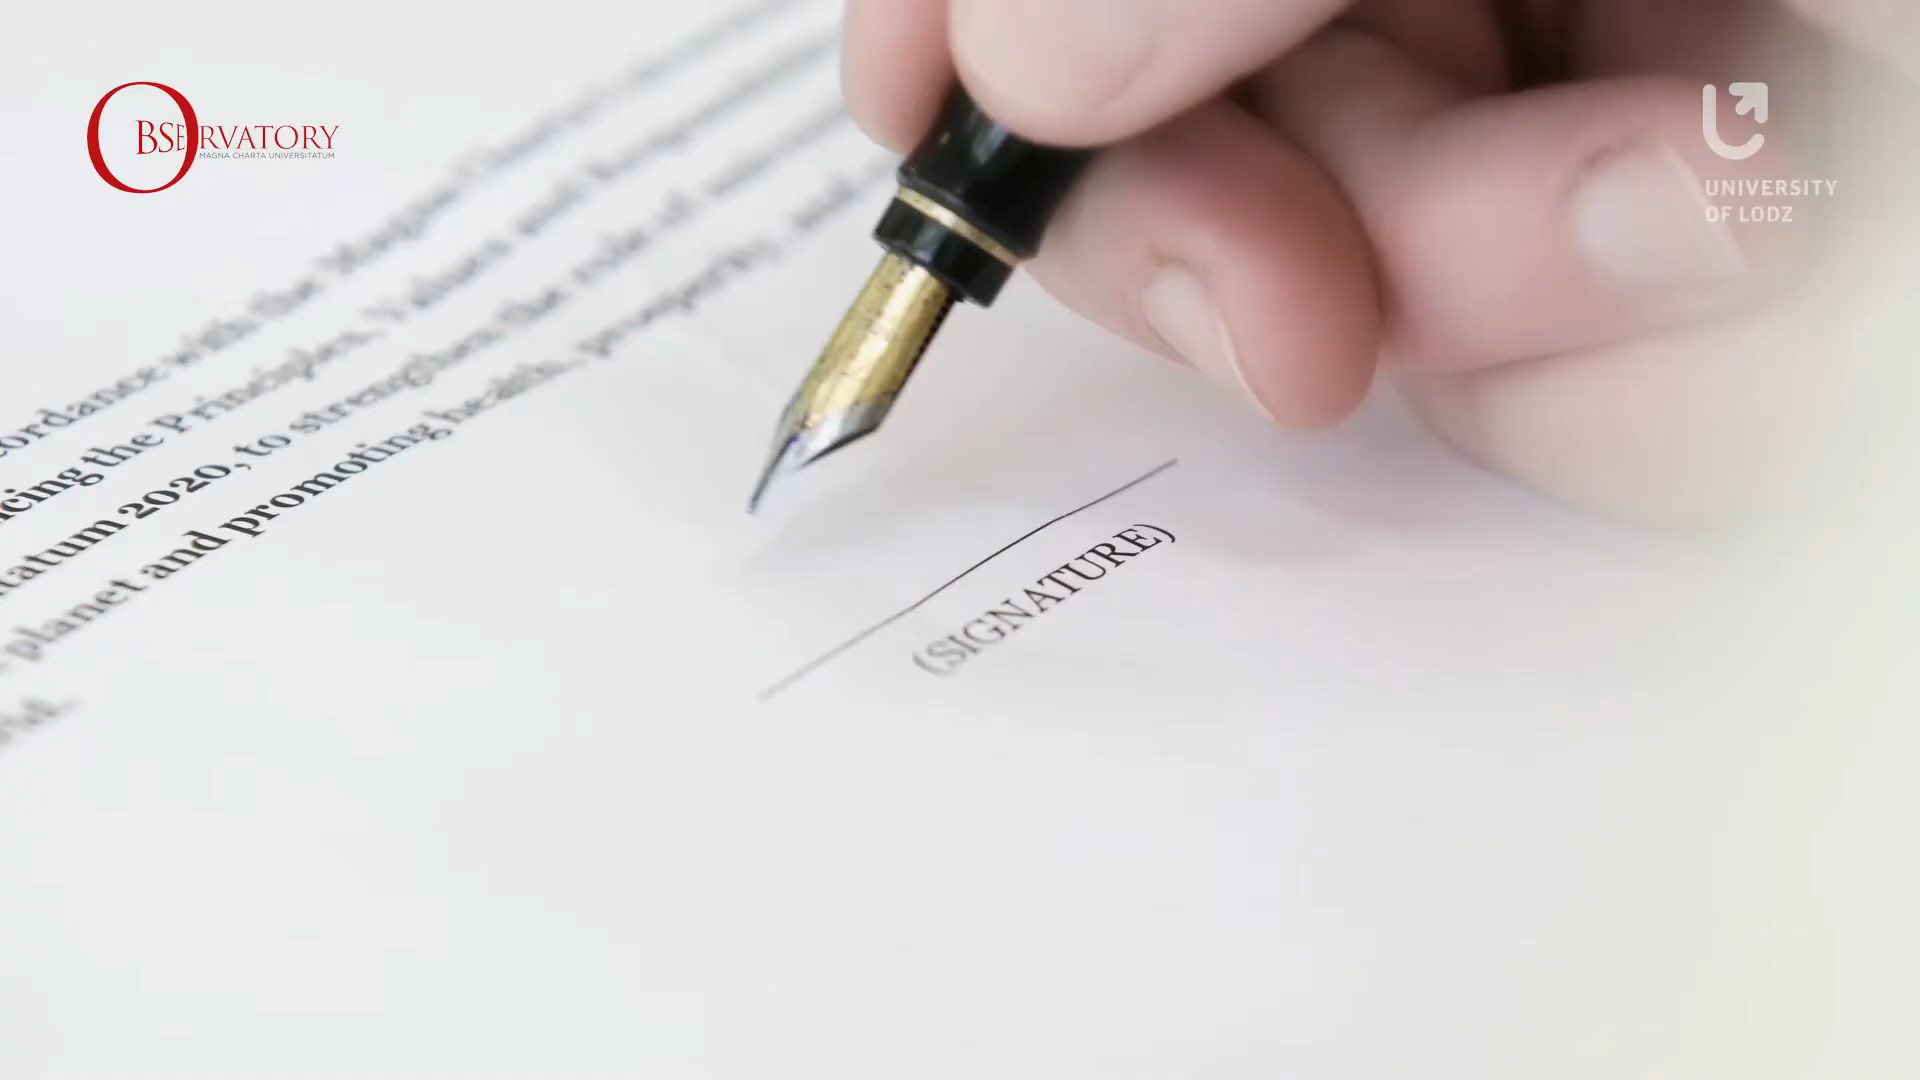 OBSERVATORY
MAGNA CHARTA UNIVERSITATUM
UNIVERSITY
OF LODZ
cordance with the Magna
cing the Principles, Values and
tatum 2020, to strengthen the role of
planet and promoting health, prosperity, and
(SIGNATURE)